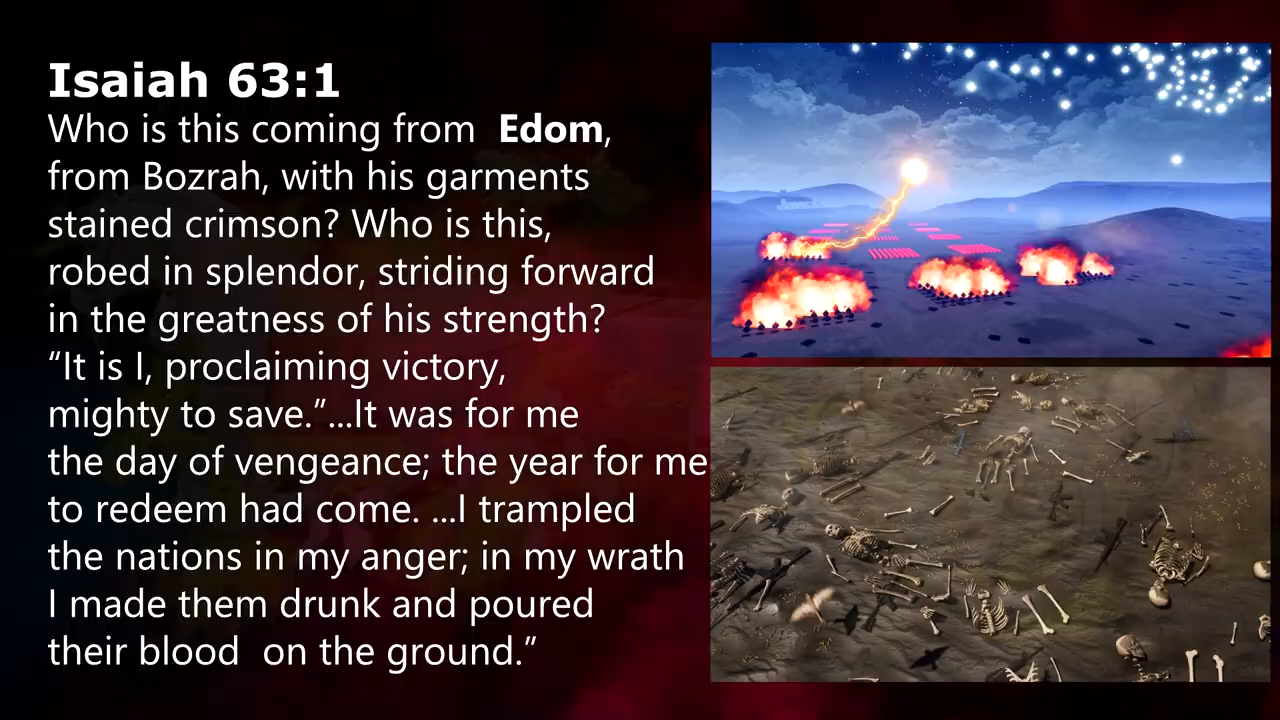 Isaiah 63:1
Who is this coming from  Edom,
from Bozrah, with his garments
stained crimson? Who is this,
robed in splendor, striding forward
in the greatness of his strength?
“It is I, proclaiming victory,
mighty to save.”...It was for me
the day of vengeance; the year for me
to redeem had come. ...I trampled
the nations in my anger; in my wrath
I made them drunk and poured
their blood  on the ground.”